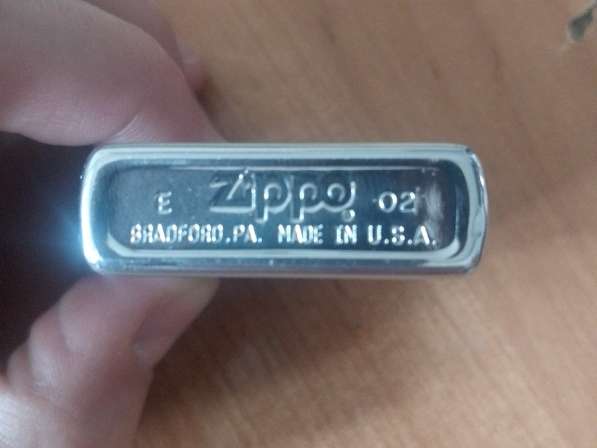 E Zippo 02
BRADFORD,PA. MADE IN U.S.A.